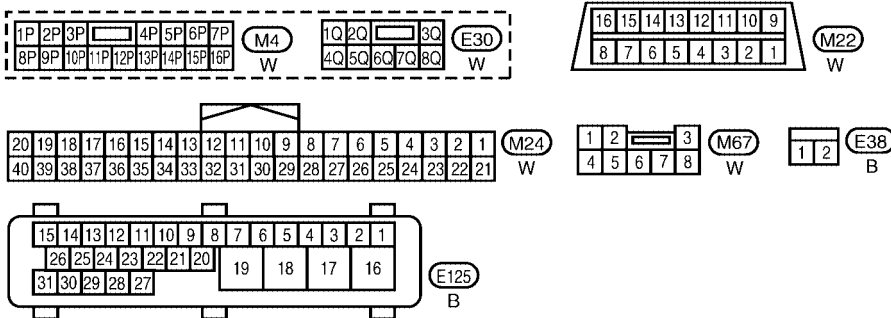 1P 2P 3P 4P 5P 6P 7P
8P 9P 10P 11P 12P 13P 14P 15P 16P
M4
W
1Q 2Q 3Q
4Q 5Q 6Q 7Q 8Q
E30
W
16 15 14 13 12 11 10 9
8 7 6 5 4 3 2 1
M22
W
20 19 18 17 16 15 14 13 12 11 10 9 8 7 6 5 4 3 2 1
40 39 38 37 36 35 34 33 32 31 30 29 28 27 26 25 24 23 22 21
M24
W
1 2 3
4 5 6 7 8
M67
W
1 2
E38
B
15 14 13 12 11 10 9 8 7 6 5 4 3 2 1
26 25 24 23 22 21 20
19 18 17 16
31 30 29 28 27
E125
B